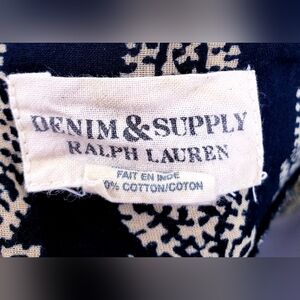 DENIM & SUPPLY
RALPH LAUREN
FAIT EN INDE
0% COTTON/COTON